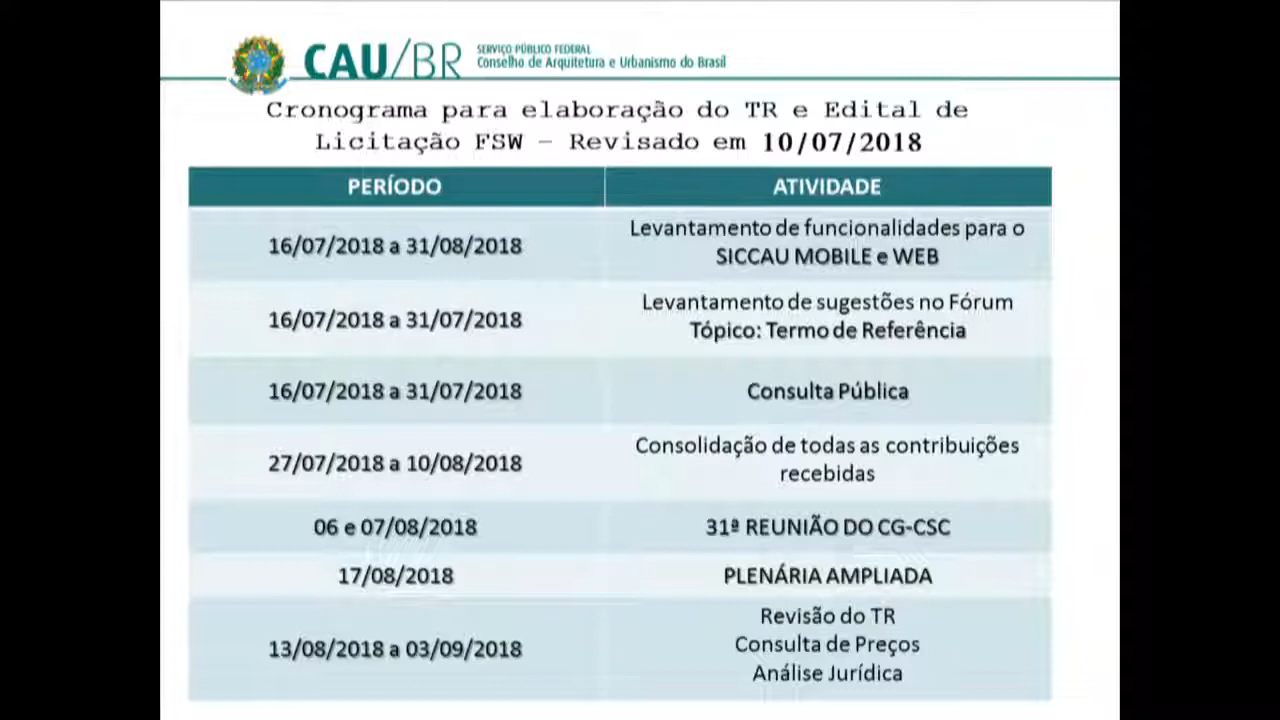 CAU/BR
SERVIÇO PÚBLICO FEDERAL
Conselho de Arquitetura e Urbanismo do Brasil
Cronograma para elaboração do TR e Edital de
Licitação FSW – Revisado em 10/07/2018
PERÍODO
ATIVIDADE
16/07/2018 a 31/08/2018
Levantamento de funcionalidades para o
SICCAU MOBILE e WEB
16/07/2018 a 31/07/2018
Levantamento de sugestões no Fórum
Tópico: Termo de Referência
16/07/2018 a 31/07/2018
Consulta Pública
27/07/2018 a 10/08/2018
Consolidação de todas as contribuições
recebidas
06 e 07/08/2018
31ª REUNIÃO DO CG-CSC
17/08/2018
PLENÁRIA AMPLIADA
13/08/2018 a 03/09/2018
Revisão do TR
Consulta de Preços
Análise Jurídica